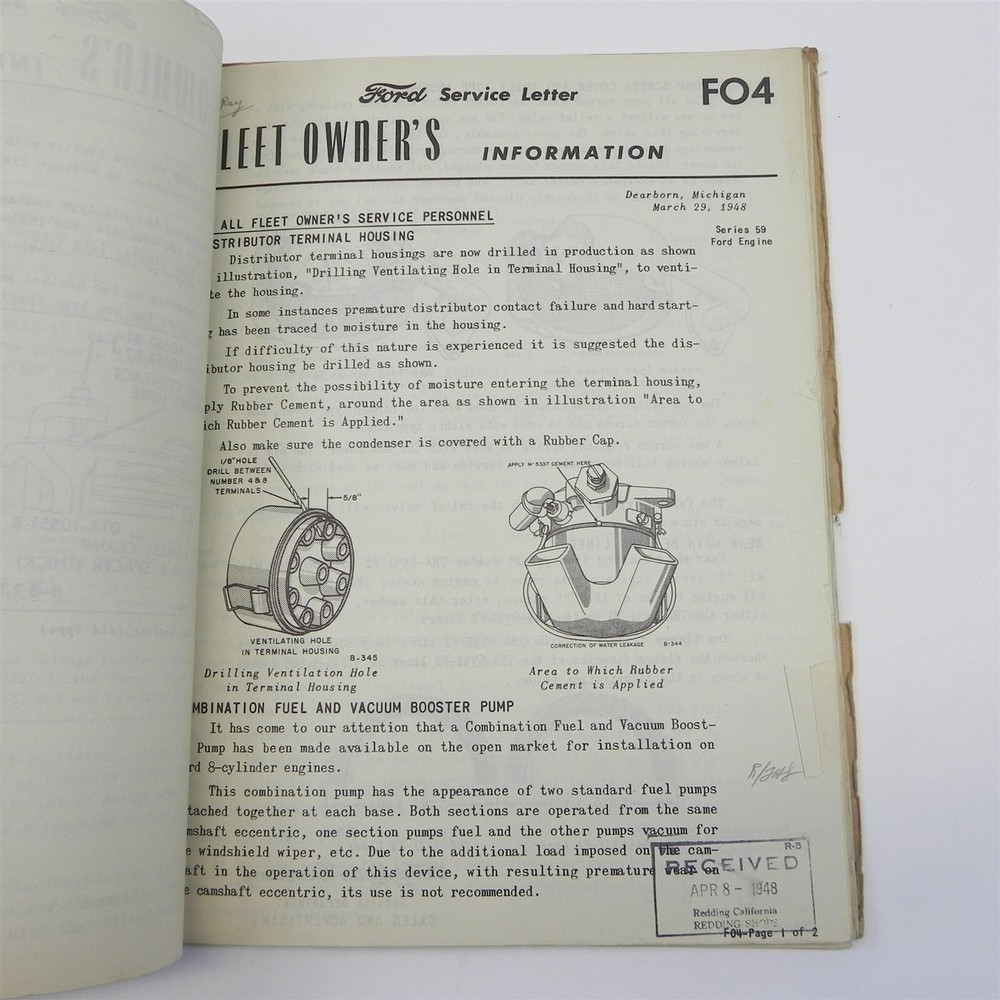 Ray
Ford Service Letter FO4
LEET OWNER'S INFORMATION
Dearborn, Michigan
March 29, 1948
ALL FLEET OWNER'S SERVICE PERSONNEL
Series 59
Ford Engine
STRIBUTOR TERMINAL HOUSING
Distributor terminal housings are now drilled in production as shown
illustration, "Drilling Ventilating Hole in Terminal Housing", to venti-
te the housing.
In some instances premature distributor contact failure and hard start-
g has been traced to moisture in the housing.
If difficulty of this nature is experienced it is suggested the dis-
ibutor housing be drilled as shown.
To prevent the possibility of moisture entering the terminal housing,
ply Rubber Cement, around the area as shown in illustration "Area to
ich Rubber Cement is Applied."
Also make sure the condenser is covered with a Rubber Cap.
1/8" HOLE
DRILL BETWEEN
NUMBER 4 & 8
TERMINALS
5/8"
VENTILATING HOLE
IN TERMINAL HOUSING
B-345
Drilling Ventilation Hole
in Terminal Housing
APPLY M-5337 CEMENT HERE
CORRECTION OF WATER LEAKAGE B-344
Area to Which Rubber
Cement is Applied
MBINATION FUEL AND VACUUM BOOSTER PUMP
It has come to our attention that a Combination Fuel and Vacuum Boost-
Pump has been made available on the open market for installation on
rd 8-cylinder engines.
This combination pump has the appearance of two standard fuel pumps
tached together at each base. Both sections are operated from the same
mshaft eccentric, one section pumps fuel and the other pumps vacuum for
e windshield wiper, etc. Due to the additional load imposed on the cam-
aft in the operation of this device, with resulting premature wear on
e camshaft eccentric, its use is not recommended.
R-5
RECEIVED
APR 8 - 1948
Redding California
REDDING SHOPS
FO4-Page 1 of 2